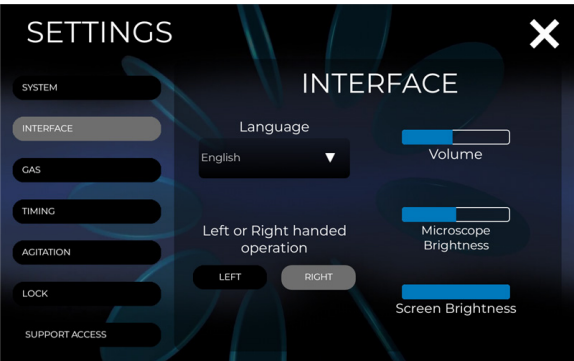 SETTINGS
SYSTEM
INTERFACE
GAS
TIMING
AGITATION
LOCK
SUPPORT ACCESS
INTERFACE
Language
English
Left or Right handed
operation
LEFT
RIGHT
Volume
Microscope
Brightness
Screen Brightness